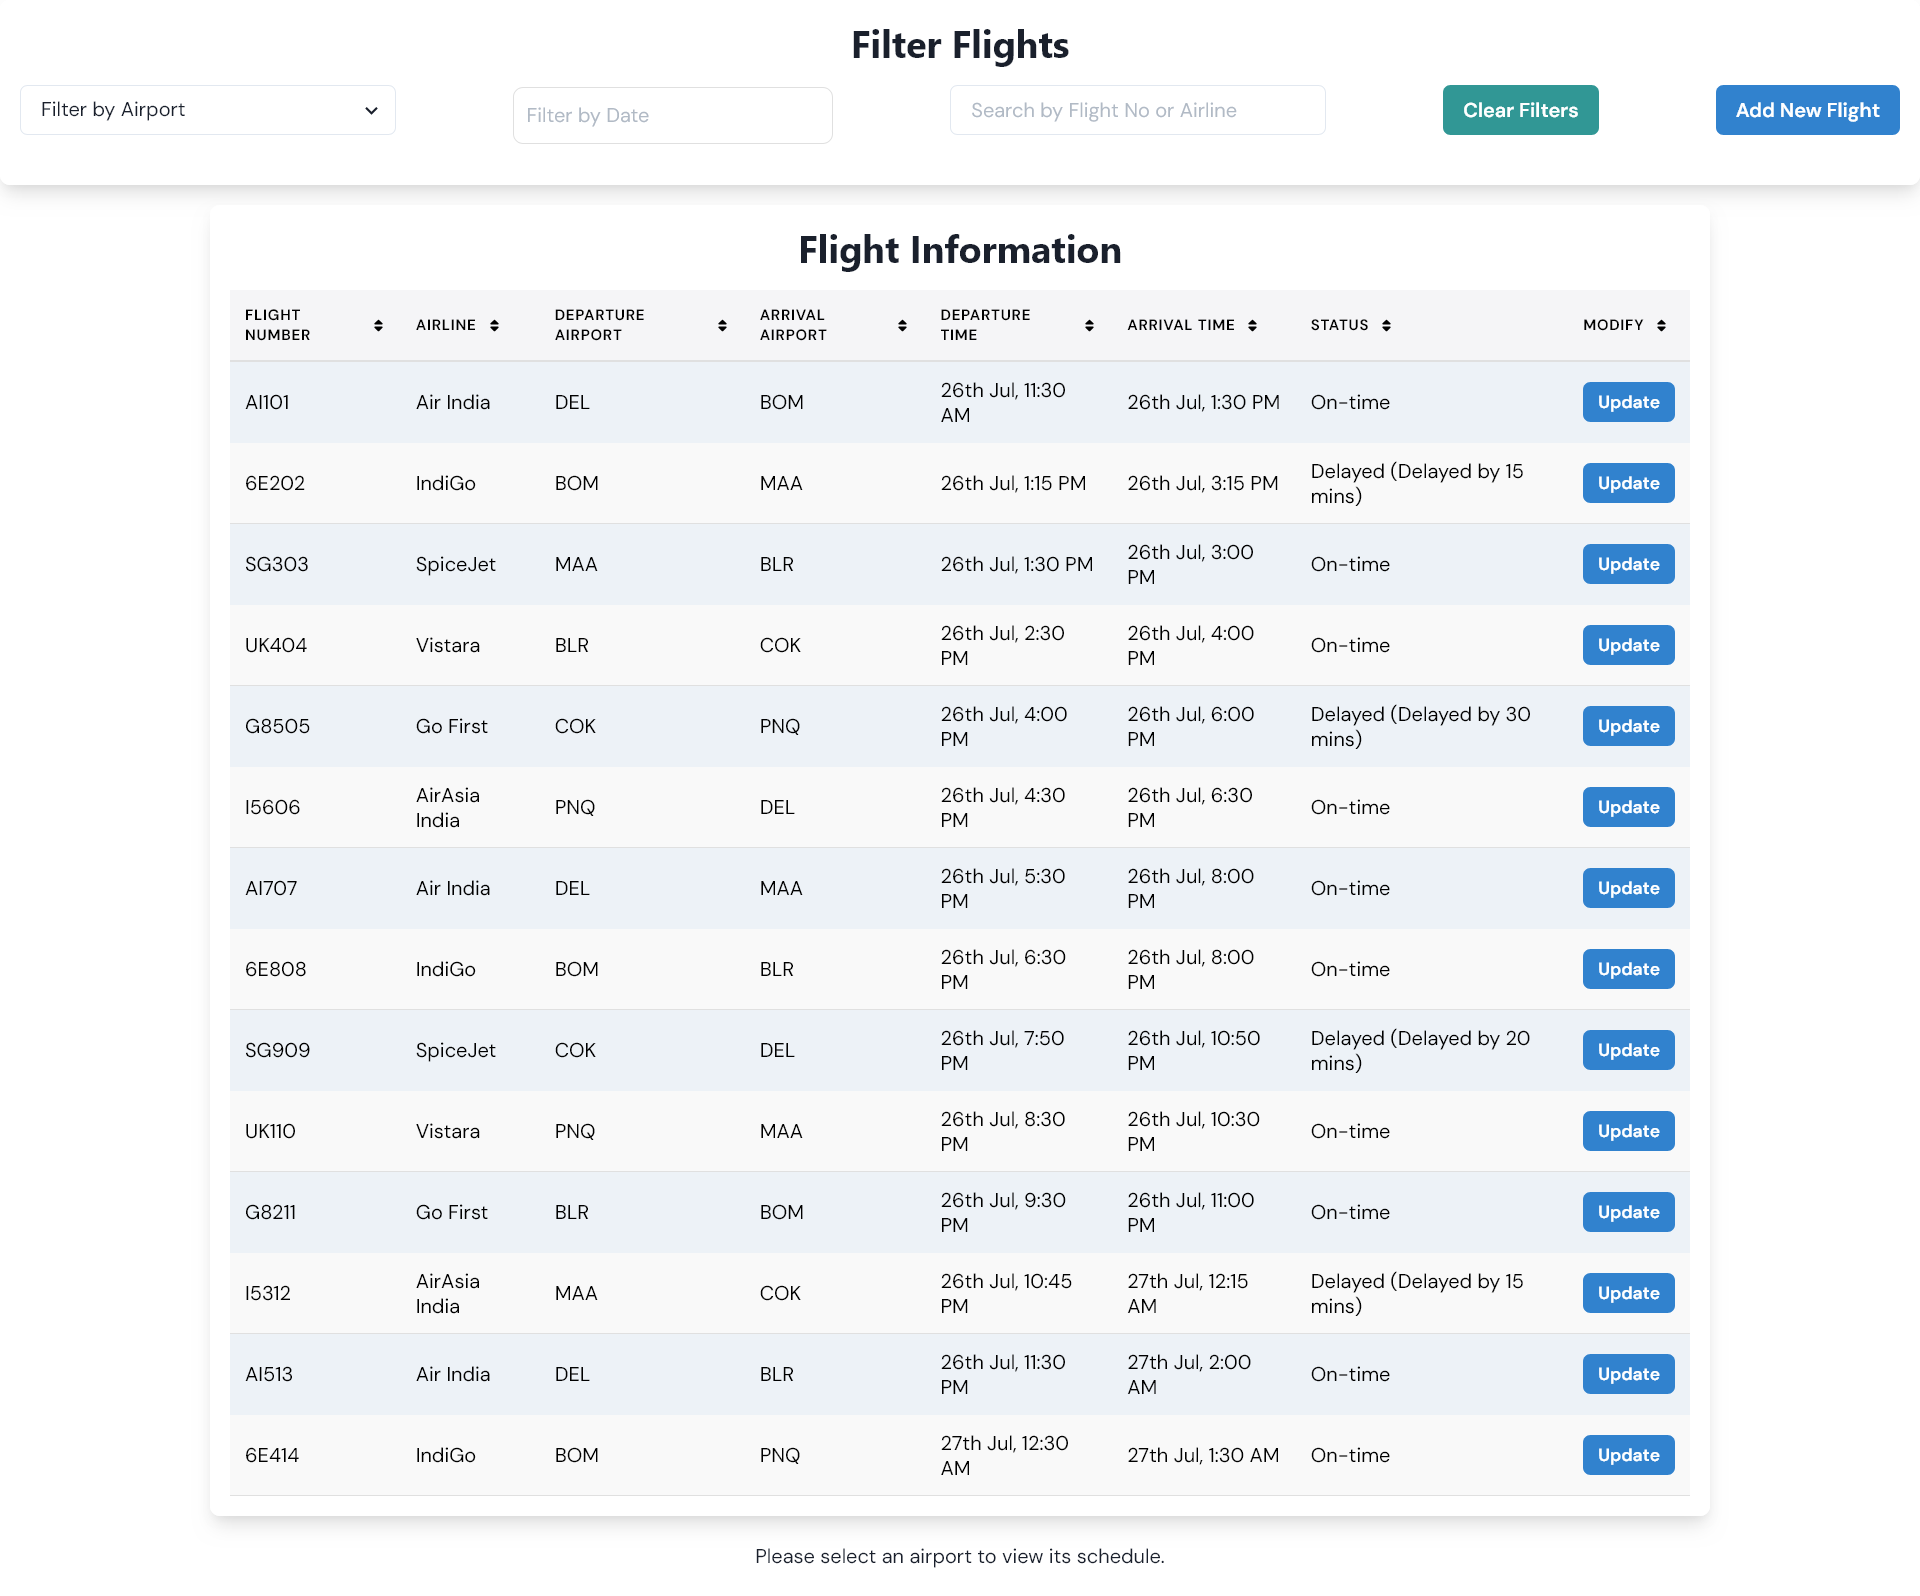 Filter Flights
Filter by Airport
Filter by Date
Search by Flight No or Airline
Clear Filters
Add New Flight
Flight Information
FLIGHT NUMBER AIRLINE DEPARTURE AIRPORT ARRIVAL AIRPORT DEPARTURE TIME ARRIVAL TIME STATUS MODIFY
AI101 Air India DEL BOM 26th Jul, 11:30 AM 26th Jul, 1:30 PM On-time Update
6E202 IndiGo BOM MAA 26th Jul, 1:15 PM 26th Jul, 3:15 PM Delayed (Delayed by 15 mins) Update
SG303 SpiceJet MAA BLR 26th Jul, 1:30 PM 26th Jul, 3:00 PM On-time Update
UK404 Vistara BLR COK 26th Jul, 2:30 PM 26th Jul, 4:00 PM On-time Update
G8505 Go First COK PNQ 26th Jul, 4:00 PM 26th Jul, 6:00 PM Delayed (Delayed by 30 mins) Update
I5606 AirAsia India PNQ DEL 26th Jul, 4:30 PM 26th Jul, 6:30 PM On-time Update
AI707 Air India DEL MAA 26th Jul, 5:30 PM 26th Jul, 8:00 PM On-time Update
6E808 IndiGo BOM BLR 26th Jul, 6:30 PM 26th Jul, 8:00 PM On-time Update
SG909 SpiceJet COK DEL 26th Jul, 7:50 PM 26th Jul, 10:50 PM Delayed (Delayed by 20 mins) Update
UK110 Vistara PNQ MAA 26th Jul, 8:30 PM 26th Jul, 10:30 PM On-time Update
G8211 Go First BLR BOM 26th Jul, 9:30 PM 26th Jul, 11:00 PM On-time Update
I5312 AirAsia India MAA COK 26th Jul, 10:45 PM 27th Jul, 12:15 AM Delayed (Delayed by 15 mins) Update
AI513 Air India DEL BLR 26th Jul, 11:30 PM 27th Jul, 2:00 AM On-time Update
6E414 IndiGo BOM PNQ 27th Jul, 12:30 AM 27th Jul, 1:30 AM On-time Update
Please select an airport to view its schedule.